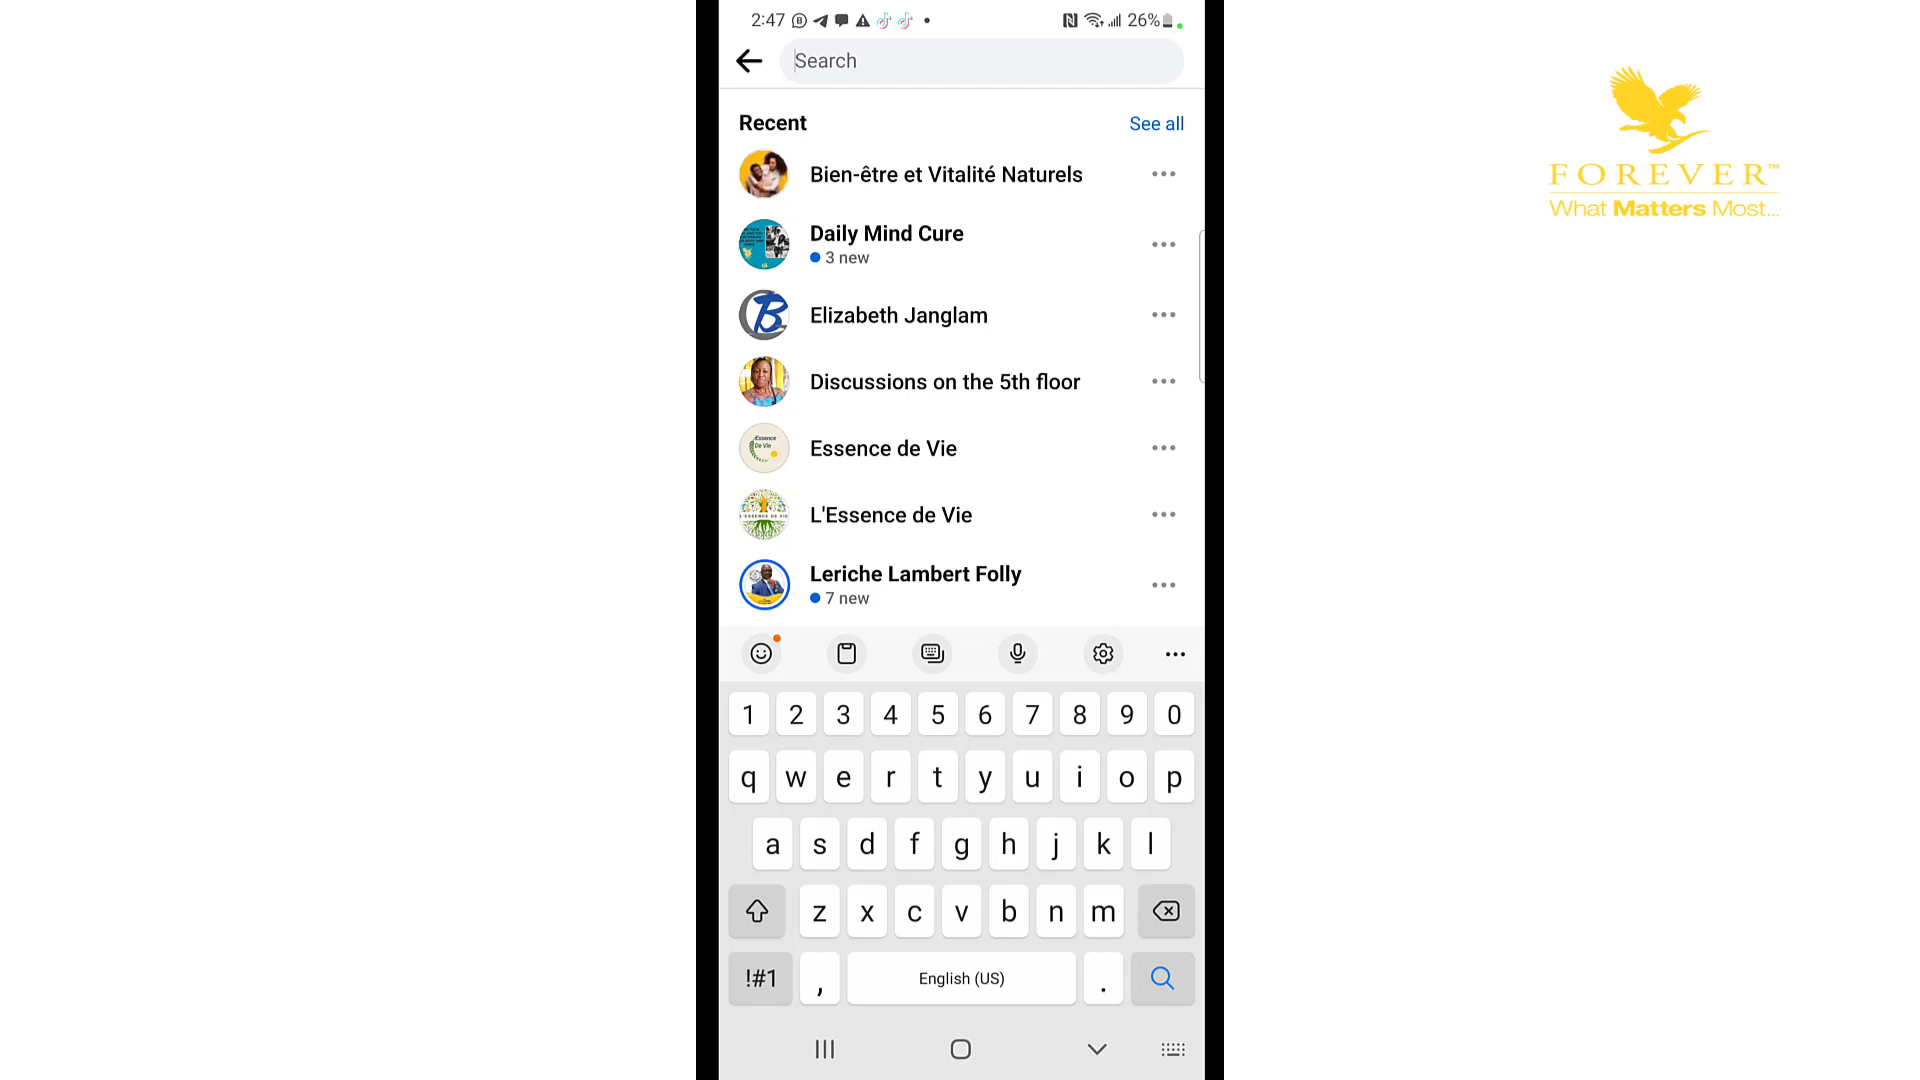 2:47
26%
Search
Recent
See all
Bien-être et Vitalité Naturels
Daily Mind Cure
3 new
Elizabeth Janglam
Discussions on the 5th floor
Essence de Vie
L'Essence de Vie
Leriche Lambert Folly
7 new
1 2 3 4 5 6 7 8 9 0
q w e r t y u i o p
a s d f g h j k l
z x c v b n m
!#1 , English (US) .
FOREVER™
What Matters Most...